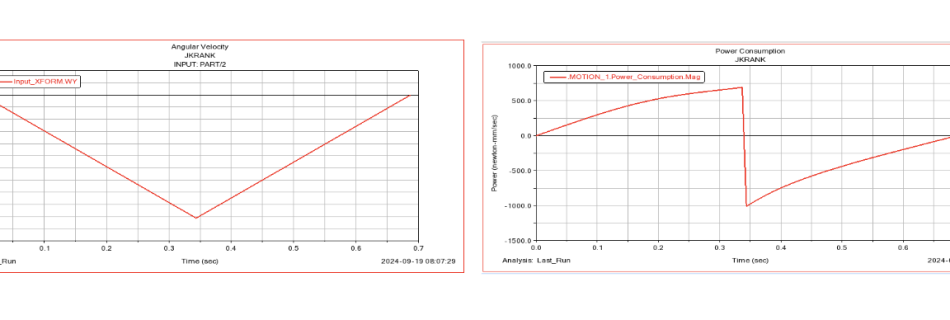 Angular Velocity
JKRANK
INPUT: PART/2
Input_XFORM.WY
0.1 0.2 0.3 0.4 0.5 0.6 0.7
_Run Time (sec) 2024-09-19 08:07:29
Power Consumption
JKRANK
.MOTION_1.Power_Consumption.Mag
Power (newton-mm/sec)
1000.0
500.0
0.0
-500.0
-1000.0
-1500.0
0.0 0.1 0.2 0.3 0.4 0.5 0.6
Analysis: Last_Run Time (sec) 2024-